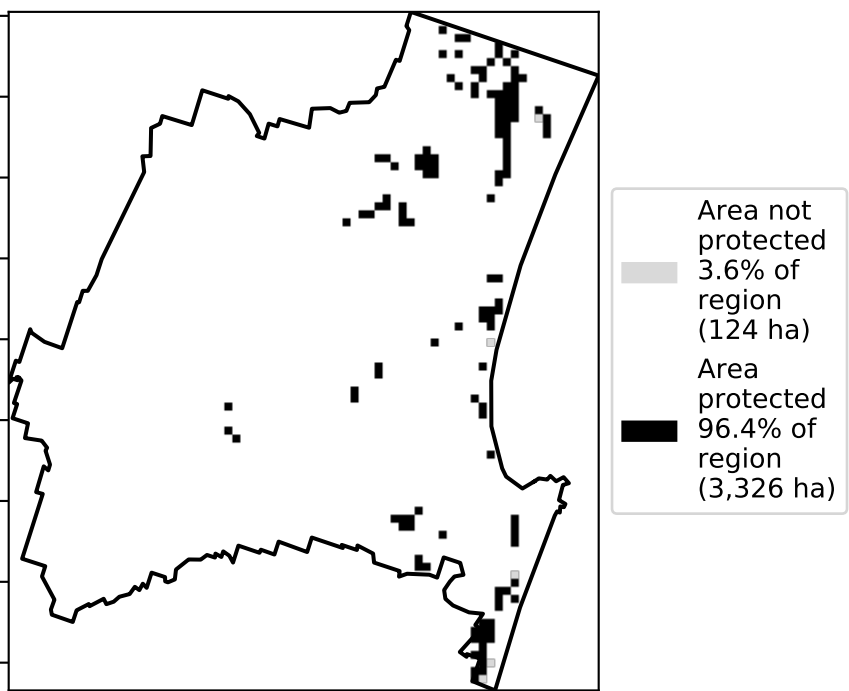 Area not
protected
3.6% of
region
(124 ha)
Area
protected
96.4% of
region
(3,326 ha)